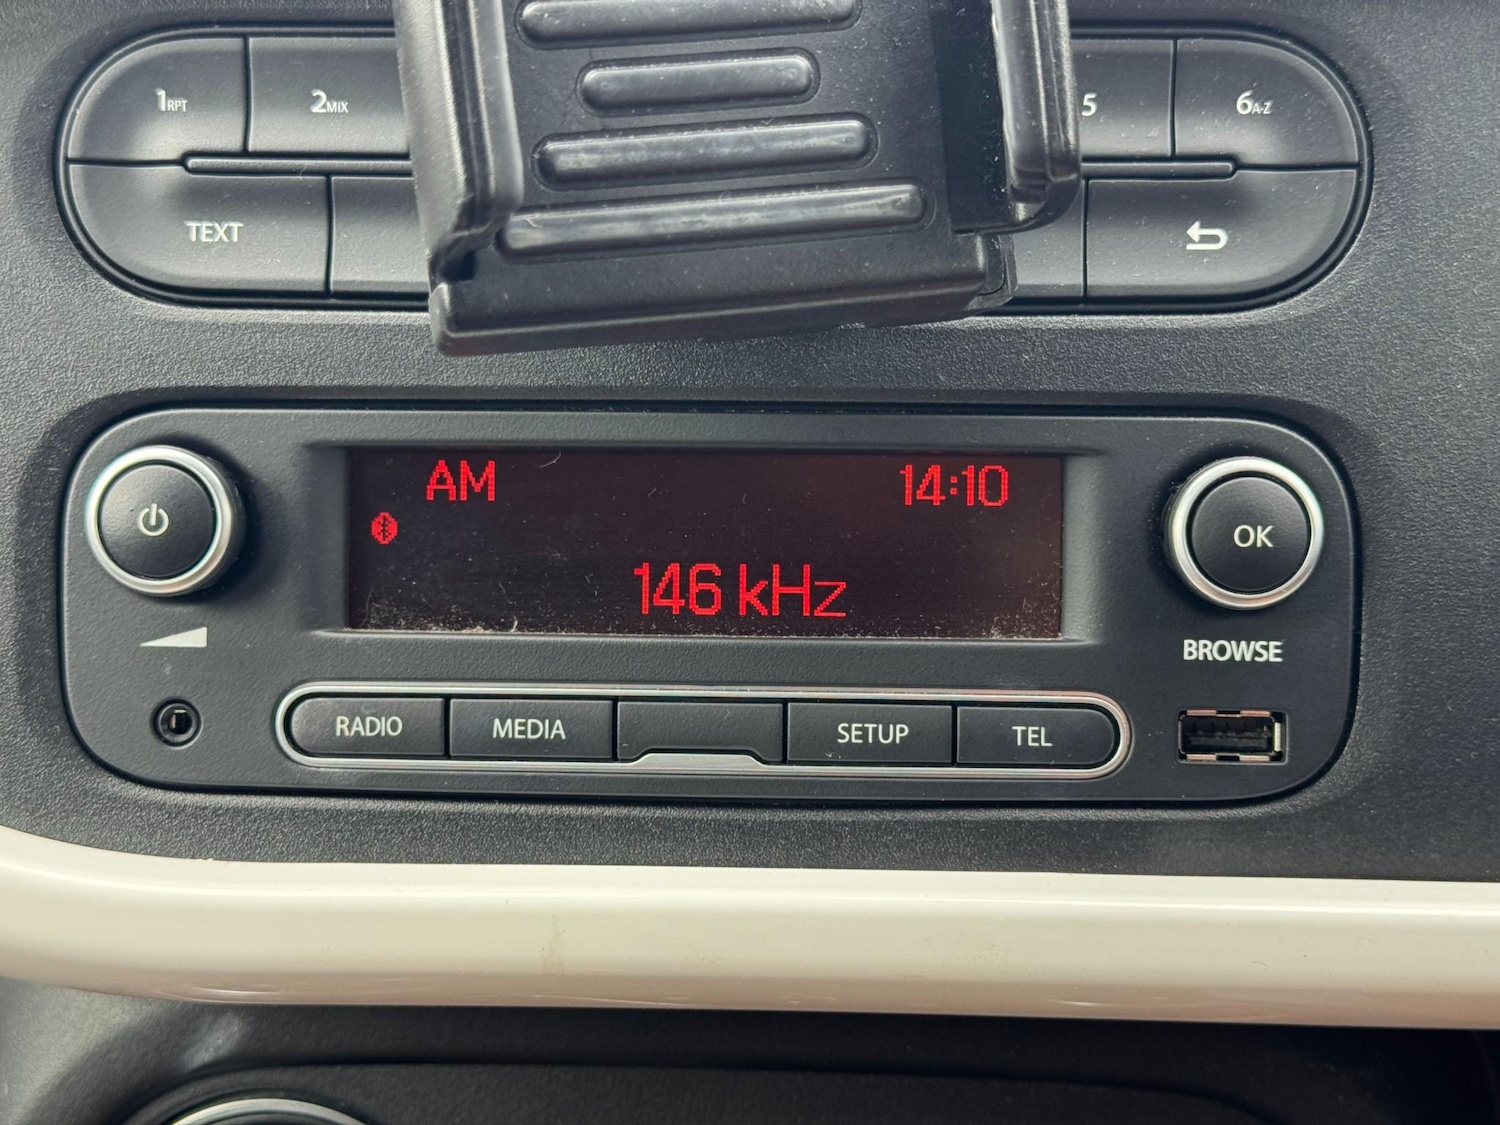 1RPT 2MIX 5 6A-Z
TEXT
AM 14:10
146 kHz
OK
BROWSE
RADIO MEDIA SETUP TEL